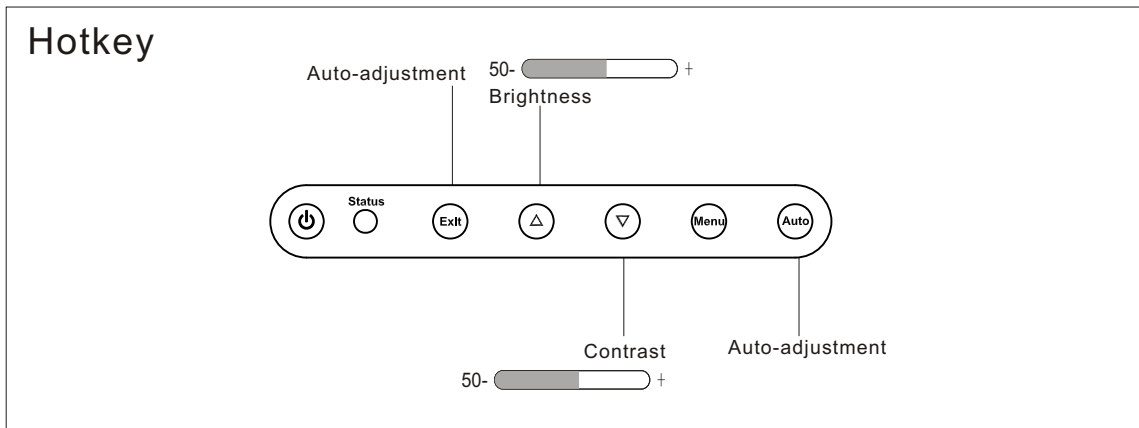 Hotkey
Auto-adjustment
50- +
Brightness
Status
Exit
Menu
Auto
Contrast
Auto-adjustment
50- +